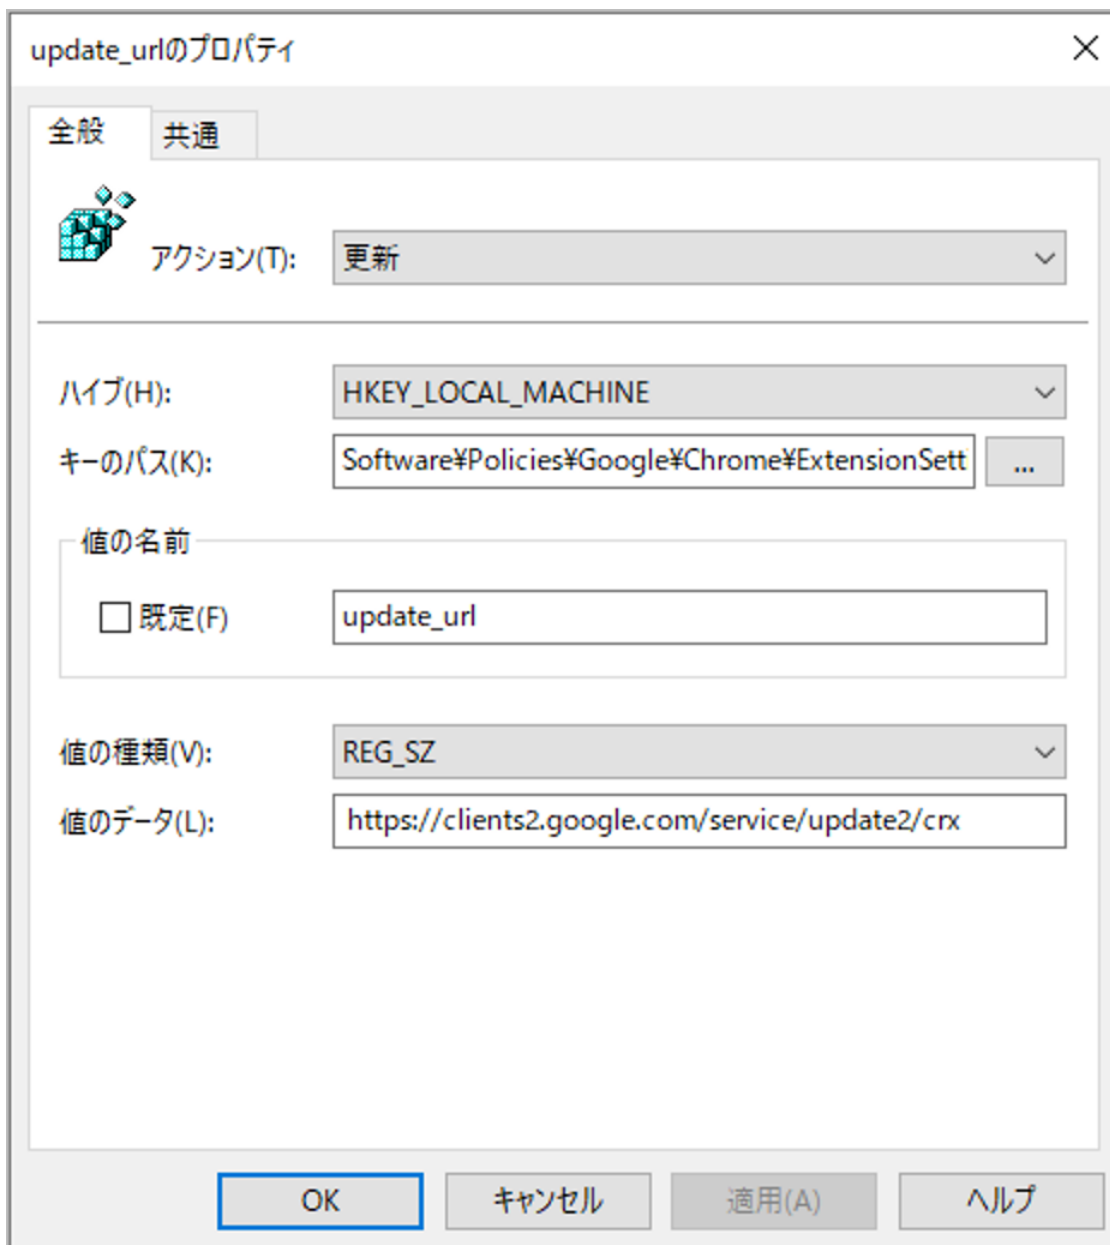 update_urlのプロパティ
全般
共通
アクション(T):
更新
ハイブ(H):
HKEY_LOCAL_MACHINE
キーのパス(K):
Software¥Policies¥Google¥Chrome¥ExtensionSett
...
値の名前
既定(F)
update_url
値の種類(V):
REG_SZ
値のデータ(L):
https://clients2.google.com/service/update2/crx
OK
キャンセル
適用(A)
ヘルプ